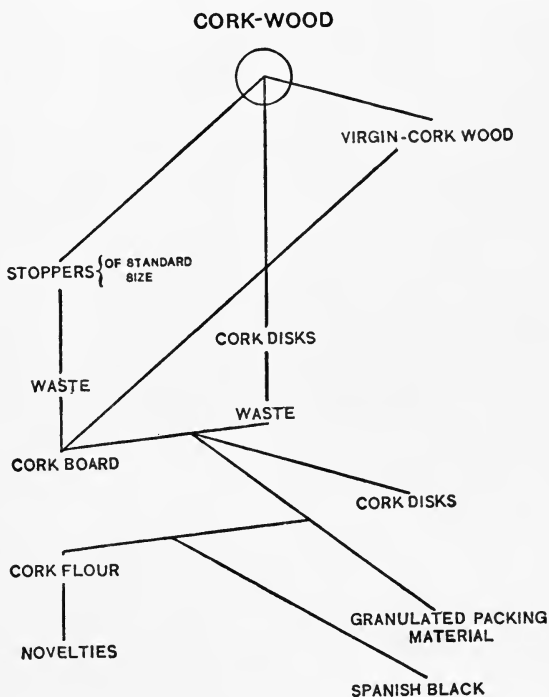 CORK-WOOD
VIRGIN-CORK WOOD
STOPPERS { OF STANDARD
SIZE
CORK DISKS
WASTE
WASTE
CORK BOARD
CORK DISKS
CORK FLOUR
GRANULATED PACKING
MATERIAL
NOVELTIES
SPANISH BLACK